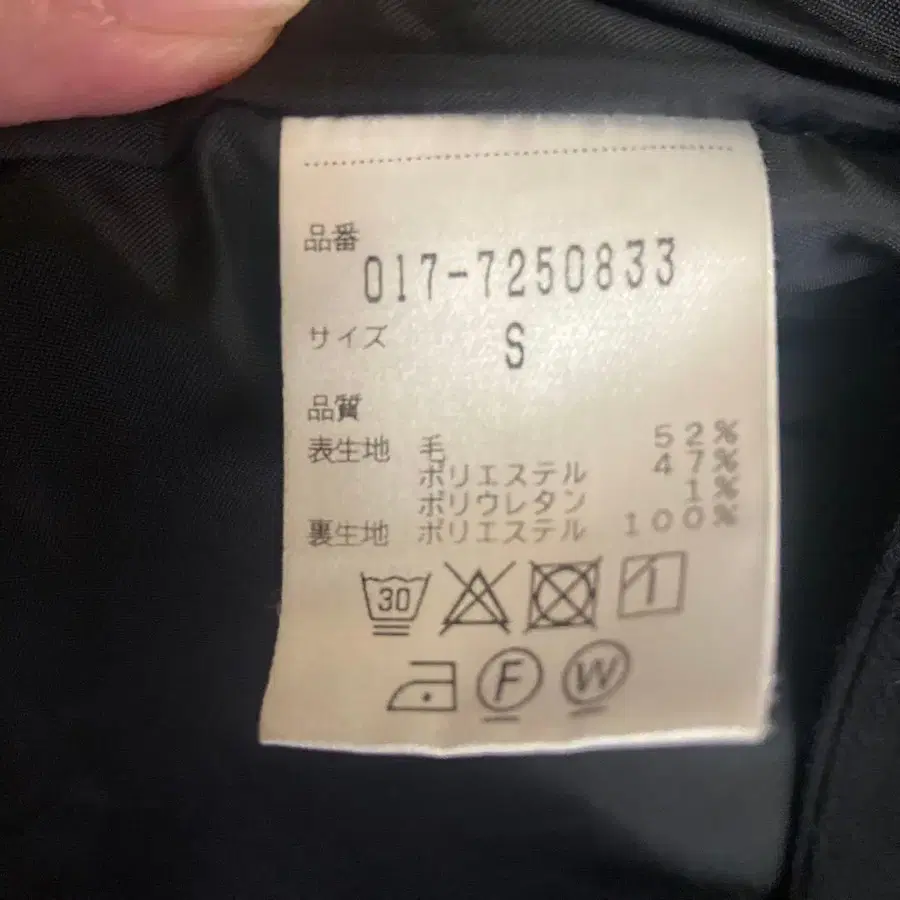 品番
017-7250833
サイズ S
品質
表生地 毛 52%
ポリエステル 47%
ポリウレタン 1%
裏生地 ポリエステル 100%
30
F W